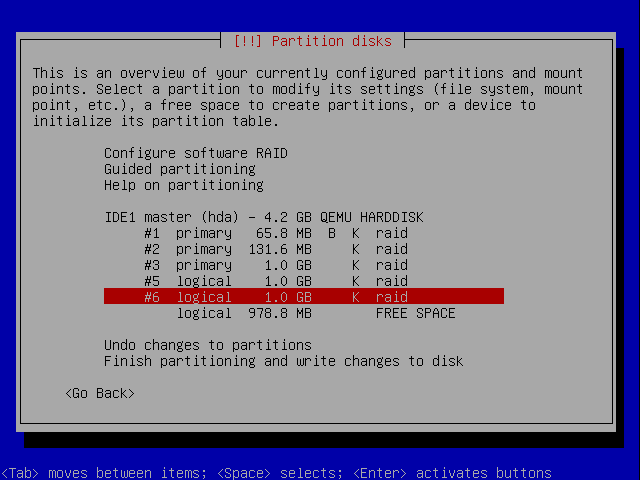 [!!] Partition disks
This is an overview of your currently configured partitions and mount
points. Select a partition to modify its settings (file system, mount
point, etc.), a free space to create partitions, or a device to
initialize its partition table.
Configure software RAID
Guided partitioning
Help on partitioning
IDE1 master (hda) - 4.2 GB QEMU HARDDISK
#1 primary 65.8 MB B K raid
#2 primary 131.6 MB K raid
#3 primary 1.0 GB K raid
#5 logical 1.0 GB K raid
#6 logical 1.0 GB K raid
logical 978.8 MB FREE SPACE
Undo changes to partitions
Finish partitioning and write changes to disk
<Go Back>
<Tab> moves between items; <Space> selects; <Enter> activates buttons